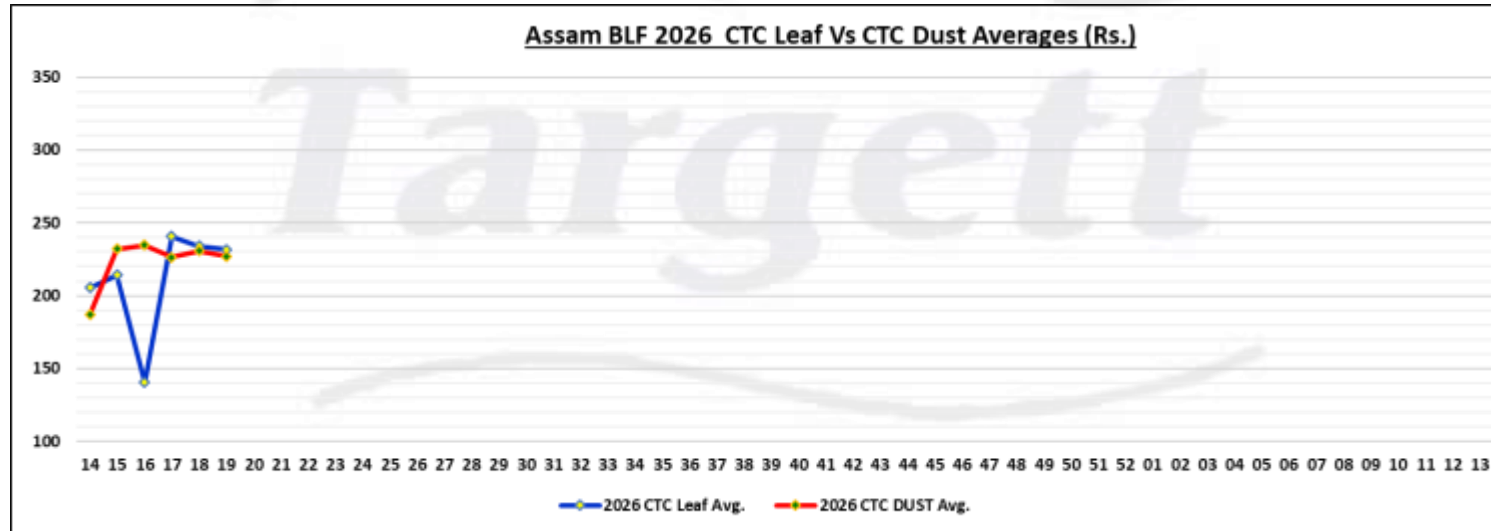 Assam BLF 2026 CTC Leaf Vs CTC Dust Averages (Rs.)
Targett
350
300
250
200
150
100
14 15 16 17 18 19 20 21 22 23 24 25 26 27 28 29 30 31 32 33 34 35 36 37 38 39 40 41 42 43 44 45 46 47 48 49 50 51 52 01 02 03 04 05 06 07 08 09 10 11 12 13
2026 CTC Leaf Avg. 2026 CTC DUST Avg.